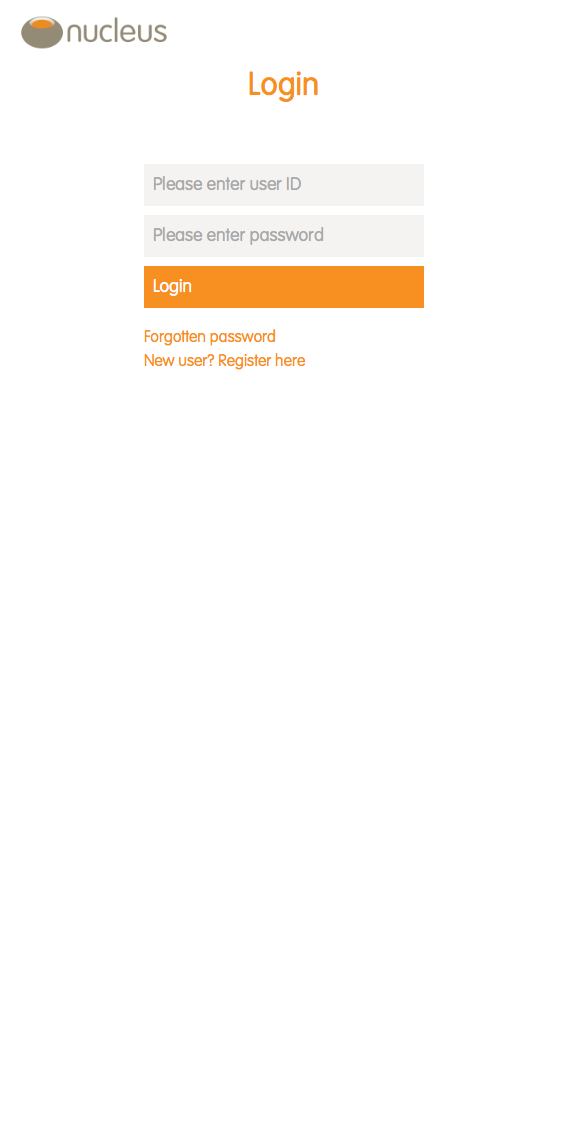 nucleus
Login
Please enter user ID
Please enter password
Login
Forgotten password
New user? Register here